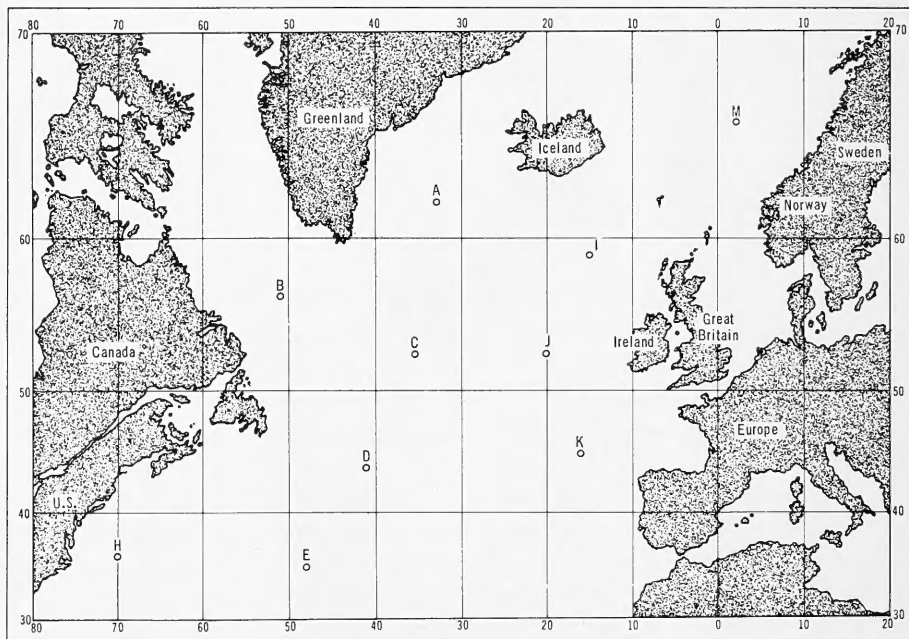 80 70 60 50 40 30 20 10 0 10 20
70 70
M
Greenland
Iceland
Sweden
A
Norway
60 60
I
B
Great
Britain
Canada
C
J
Ireland
50 50
Europe
D
K
U.S.
40 40
H
E
30 30
80 70 60 50 40 30 20 10 0 10 20